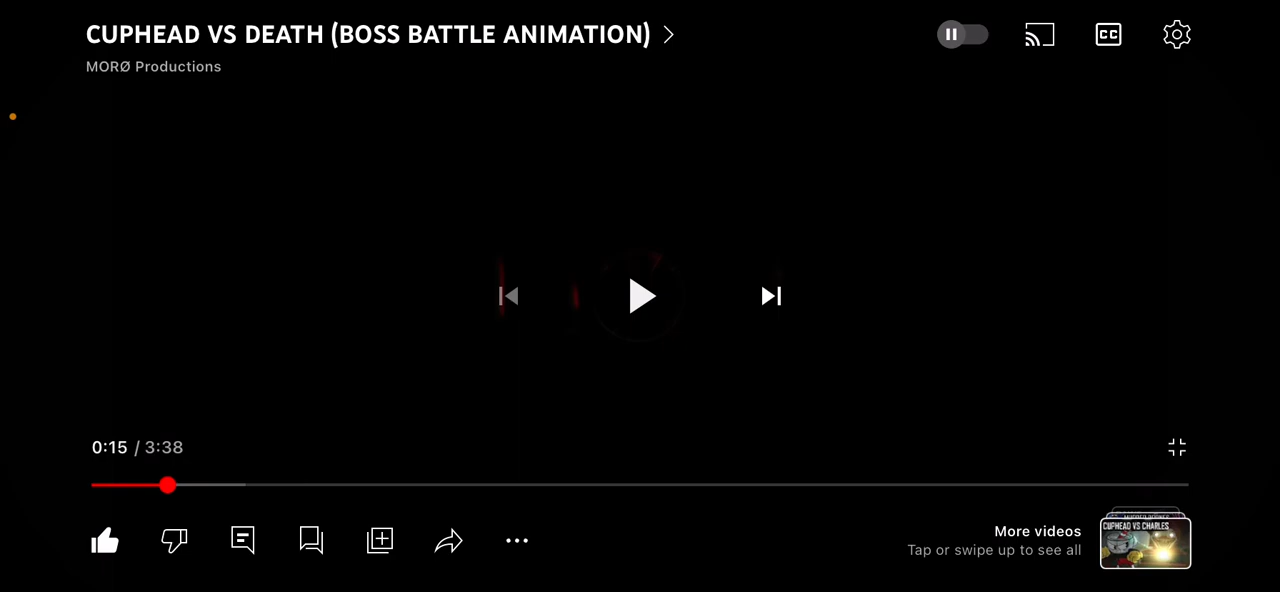 CUPHEAD VS DEATH (BOSS BATTLE ANIMATION)
MORØ Productions
CC
0:15 / 3:38
More videos
Tap or swipe up to see all
CUPHEAD VS CHARLES